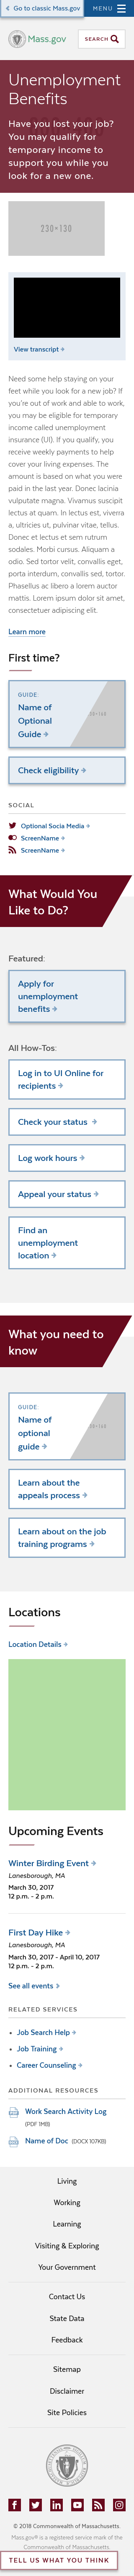 Go to classic Mass.gov
MENU
Mass.gov
SEARCH
Unemployment
Benefits
Have you lost your job?
You may qualify for
temporary income to
support you while you
look for a new one.
230×130
View transcript
Need some help staying on your
feet while you look for a new job? If
you're out of work, or underemployed,
you may be eligible for temporary
income called unemployment
insurance (UI). If you qualify, you'll
receive weekly payments to help
cover your living expenses. The
amount is based on what you were
earning in the past year. Donec lacinia
vulputate magna. Vivamus suscipit
lectus at quam. In lectus est, viverra
a, ultricies ut, pulvinar vitae, tellus.
Donec et lectus et sem rutrum
sodales. Morbi cursus. Aliquam a
odio. Sed tortor velit, convallis eget,
porta interdum, convallis sed, tortor.
Phasellus ac libero a lorem auctor
mattis. Lorem ipsum dolor sit amet,
consectetuer adipiscing elit.
Learn more
First time?
GUIDE:
Name of
Optional
Guide
Check eligibility
SOCIAL
Optional Socia Media
ScreenName
ScreenName
What Would You
Like to Do?
Featured:
Apply for
unemployment
benefits
All How-Tos:
Log in to UI Online for
recipients
Check your status
Log work hours
Appeal your status
Find an
unemployment
location
What you need to
know
GUIDE:
Name of
optional
guide
Learn about the
appeals process
Learn about on the job
training programs
Locations
Location Details
Upcoming Events
Winter Birding Event
Lanesborough, MA
March 30, 2017
12 p.m. - 2 p.m.
First Day Hike
Lanesborough, MA
March 30, 2017 - April 10, 2017
12 p.m. - 2 p.m.
See all events
RELATED SERVICES
Job Search Help
Job Training
Career Counseling
ADDITIONAL RESOURCES
Work Search Activity Log
(PDF 1MB)
Name of Doc (DOCX 107KB)
Living
Working
Learning
Visiting & Exploring
Your Government
Contact Us
State Data
Feedback
Sitemap
Disclaimer
Site Policies
© 2018 Commonwealth of Massachusetts.
Mass.gov® is a registered service mark of the
Commonwealth of Massachusetts.
TELL US WHAT YOU THINK